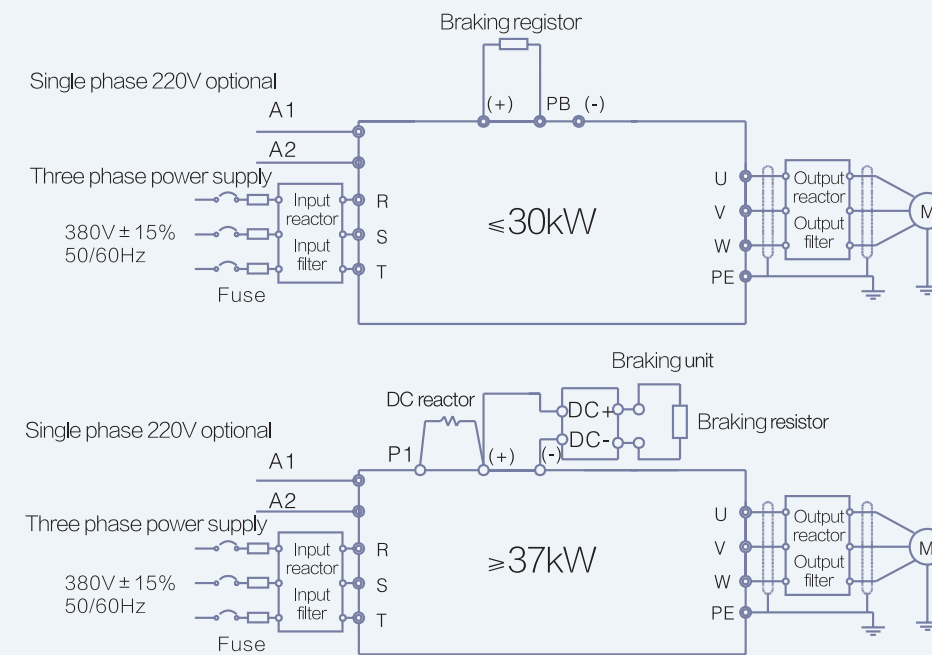 Braking registor
Single phase 220V optional
(+) PB (-)
A1
A2
Three phase power supply
380V±15%
50/60Hz
Fuse
Input
reactor
Input
filter
R
S
T
≤30kW
U
V
W
PE
Output
reactor
Output
filter
M
Braking unit
DC reactor
DC+
DC-
Braking resistor
Single phase 220V optional
P1 (+) (-)
A1
A2
Three phase power supply
380V±15%
50/60Hz
Fuse
Input
reactor
Input
filter
R
S
T
≥37kW
U
V
W
PE
Output
reactor
Output
filter
M